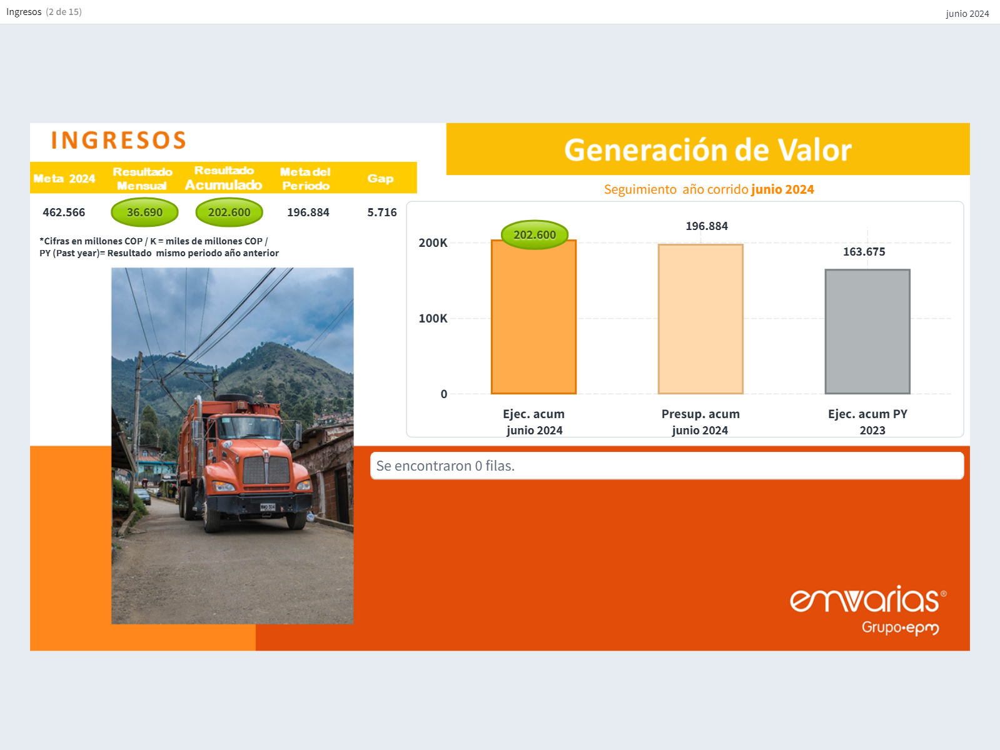 Ingresos (2 de 15)
junio 2024
INGRESOS
Generación de Valor
Meta 2024
Resultado
Mensual
Resultado
Acumulado
Meta del
Periodo
Gap
462.566
36.690
202.600
196.884
5.716
*Cifras en millones COP / K = miles de millones COP /
PY (Past year)= Resultado mismo periodo año anterior
Seguimiento año corrido junio 2024
202.600
196.884
163.675
200K
100K
0
Ejec. acum
junio 2024
Presup. acum
junio 2024
Ejec. acum PY
2023
Se encontraron 0 filas.
emvarias®
Grupo·epm